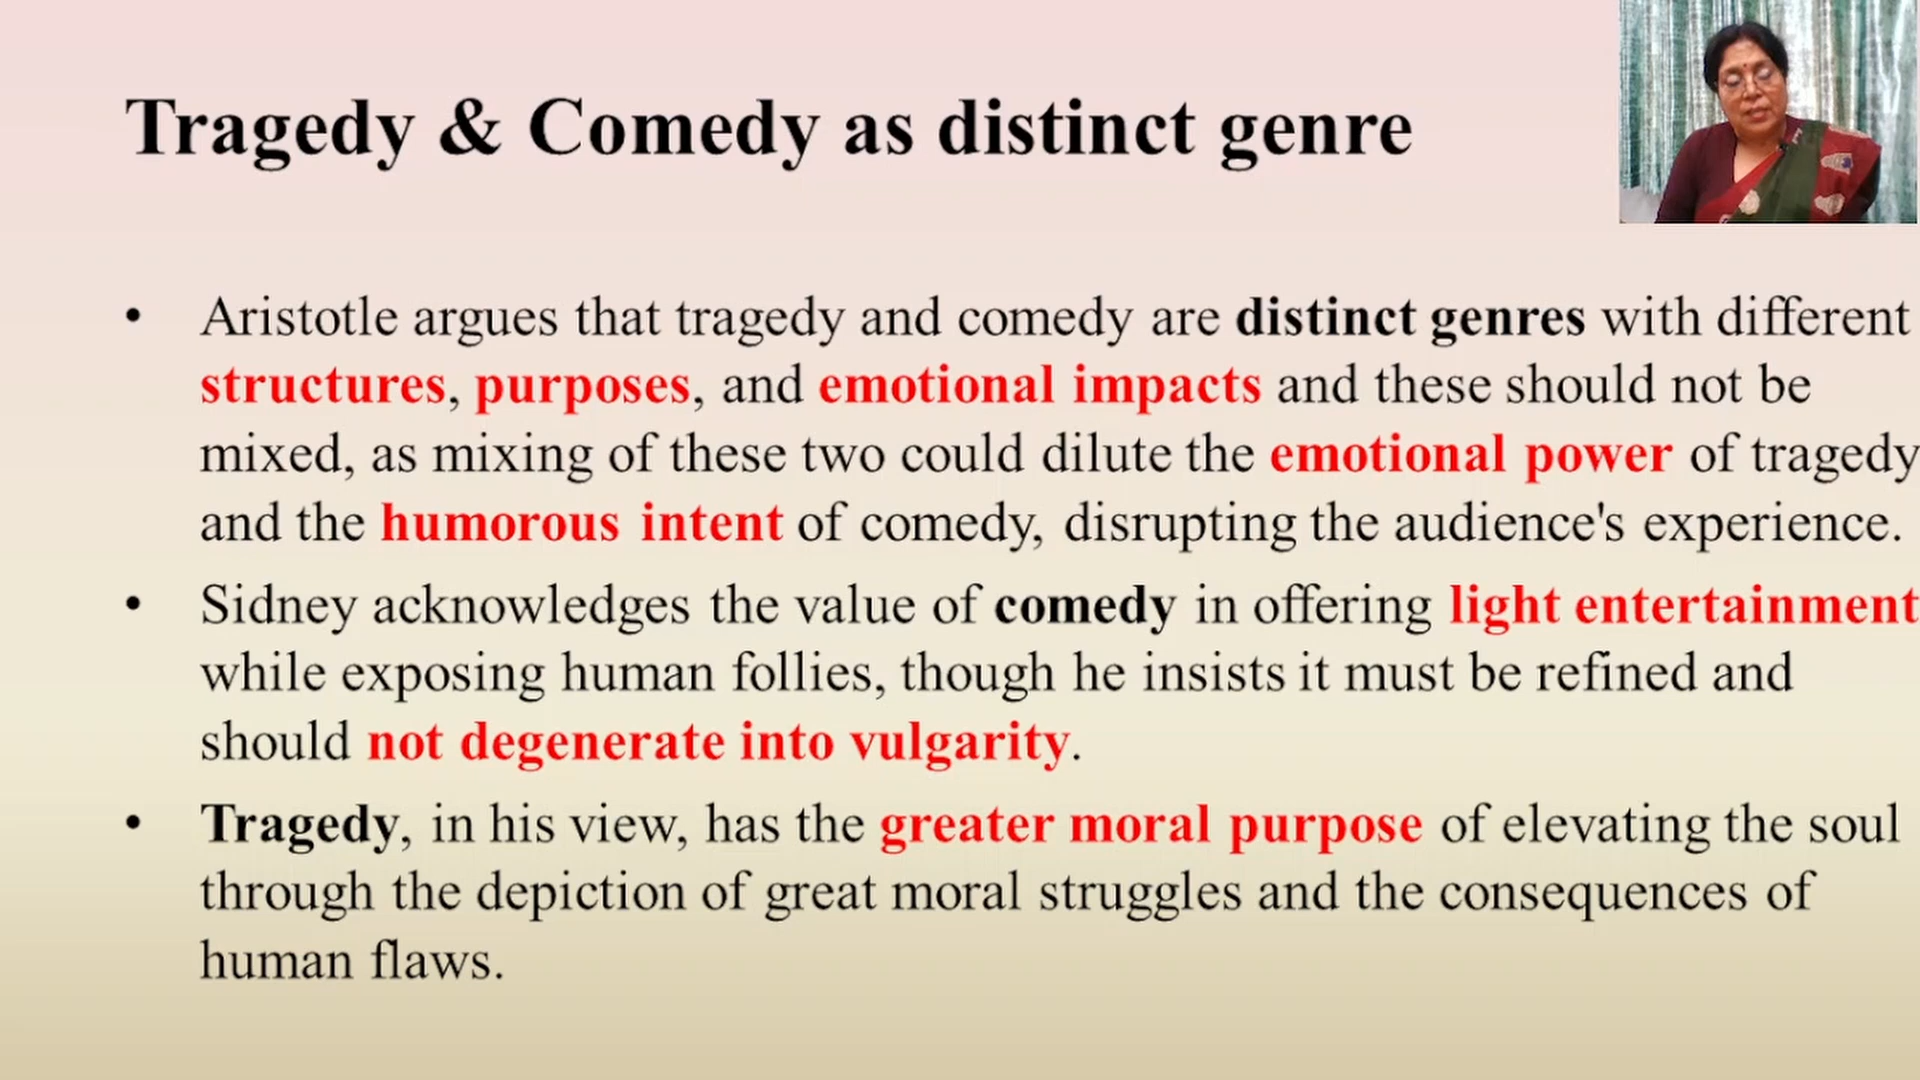 Tragedy & Comedy as distinct genre
• Aristotle argues that tragedy and comedy are distinct genres with different
structures, purposes, and emotional impacts and these should not be
mixed, as mixing of these two could dilute the emotional power of tragedy
and the humorous intent of comedy, disrupting the audience's experience.
• Sidney acknowledges the value of comedy in offering light entertainment
while exposing human follies, though he insists it must be refined and
should not degenerate into vulgarity.
• Tragedy, in his view, has the greater moral purpose of elevating the soul
through the depiction of great moral struggles and the consequences of
human flaws.